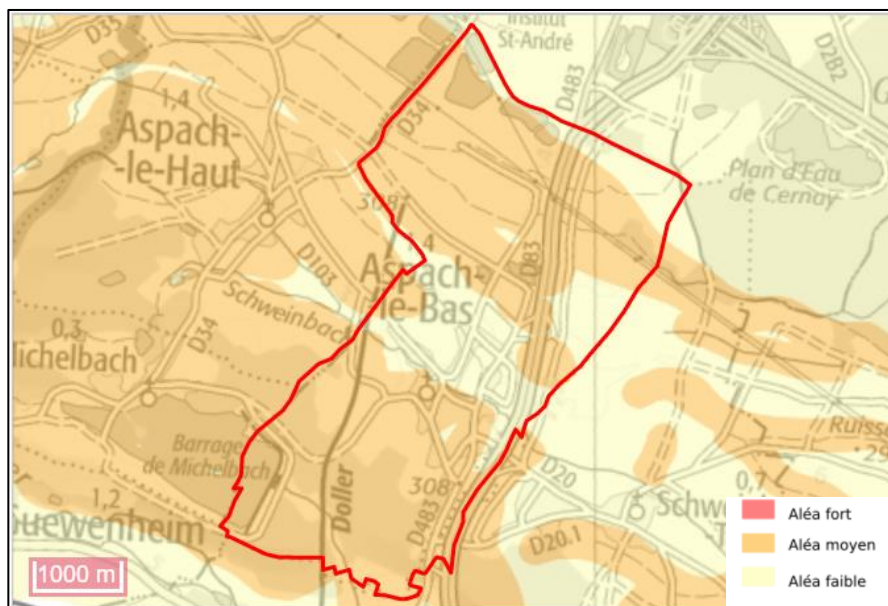 Institut
St-André
D35
D34
D483
D282
1,4
Aspach-
-le-Haut
Plan d'Eau
de Cernay
308
1,4
D83
Aspach-
-le-Bas
D103
Schweinbach
0,3
Michelbach
D34
Barrage
de Michelbach
Doller
308
D483
D20
1,2
Guewenheim
0,7
D20.1
1000 m
Aléa fort
Aléa moyen
Aléa faible